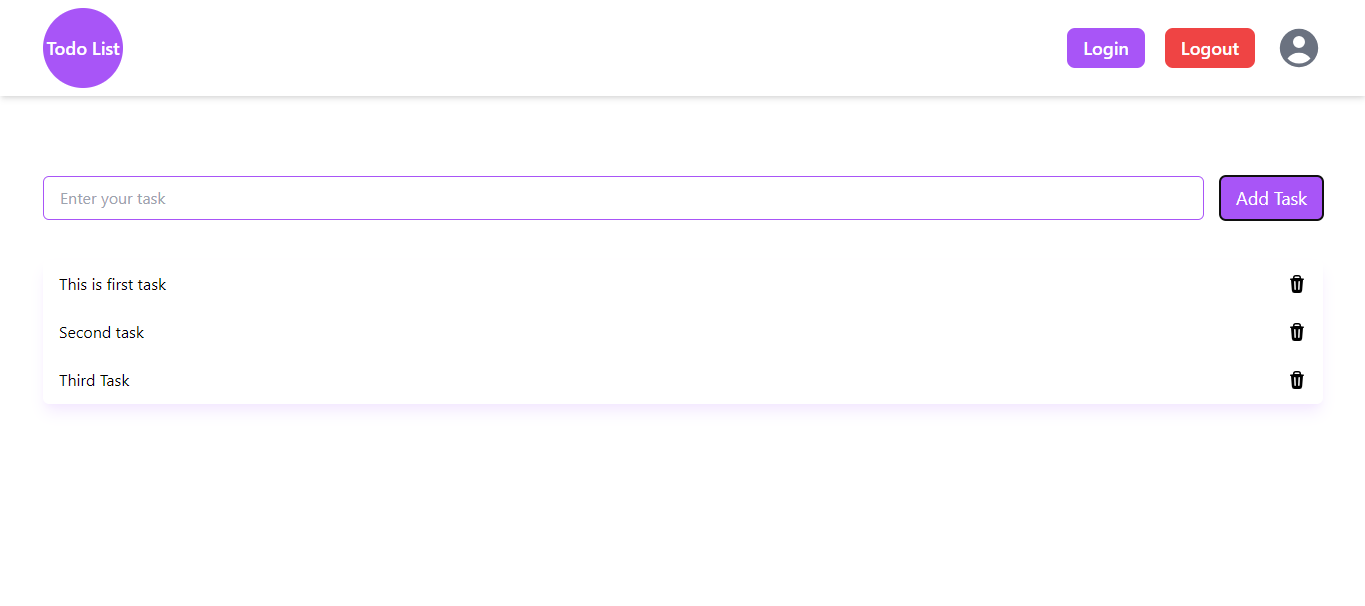 Todo List
Login
Logout
Enter your task
Add Task
This is first task
Second task
Third Task